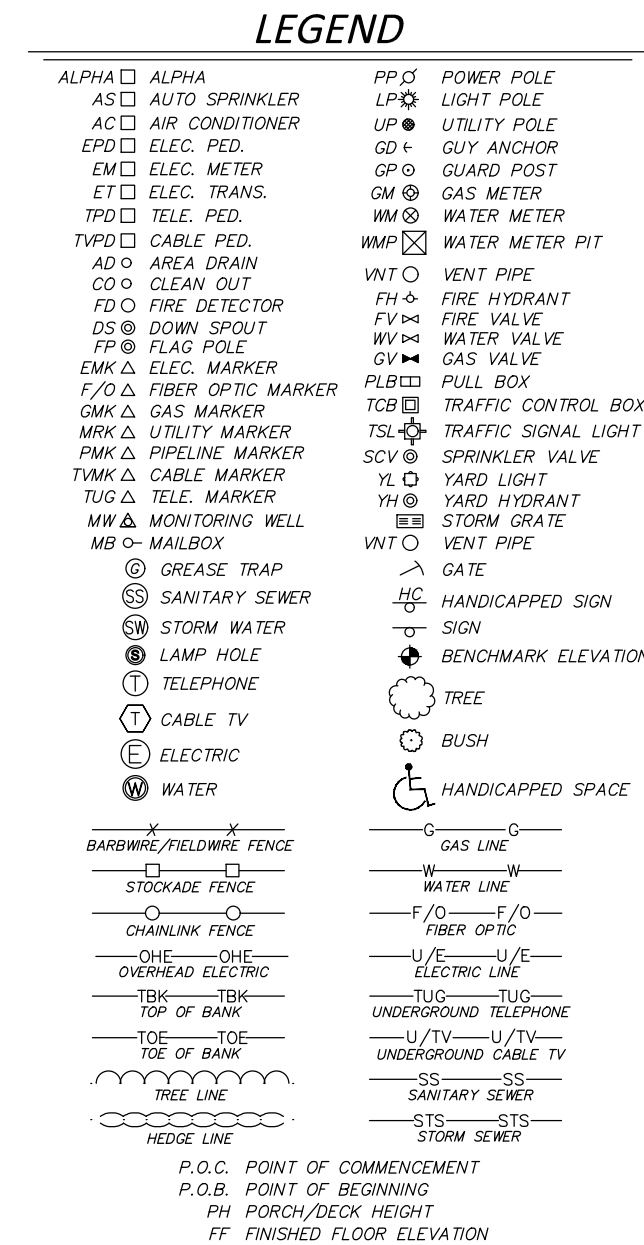 LEGEND
ALPHA ALPHA
AS AUTO SPRINKLER
AC AIR CONDITIONER
EPD ELEC. PED.
EM ELEC. METER
ET ELEC. TRANS.
TPD TELE. PED.
TVPD CABLE PED.
AD AREA DRAIN
CO CLEAN OUT
FD FIRE DETECTOR
DS DOWN SPOUT
FP FLAG POLE
EMK ELEC. MARKER
F/O FIBER OPTIC MARKER
GMK GAS MARKER
MRK UTILITY MARKER
PMK PIPELINE MARKER
TVMK CABLE MARKER
TUG TELE. MARKER
MW MONITORING WELL
MB MAILBOX
G GREASE TRAP
SS SANITARY SEWER
SW STORM WATER
S LAMP HOLE
T TELEPHONE
T CABLE TV
E ELECTRIC
W WATER
PP POWER POLE
LP LIGHT POLE
UP UTILITY POLE
GD GUY ANCHOR
GP GUARD POST
GM GAS METER
WM WATER METER
WMP WATER METER PIT
VNT VENT PIPE
FH FIRE HYDRANT
FV FIRE VALVE
WV WATER VALVE
GV GAS VALVE
PLB PULL BOX
TCB TRAFFIC CONTROL BOX
TSL TRAFFIC SIGNAL LIGHT
SCV SPRINKLER VALVE
YL YARD LIGHT
YH YARD HYDRANT
STORM GRATE
VNT VENT PIPE
GATE
HC HANDICAPPED SIGN
SIGN
BENCHMARK ELEVATION
TREE
BUSH
HANDICAPPED SPACE
X X
BARBWIRE/FIELDWIRE FENCE
STOCKADE FENCE
CHAINLINK FENCE
OHE OHE
OVERHEAD ELECTRIC
TBK TBK
TOP OF BANK
TOE TOE
TOE OF BANK
TREE LINE
HEDGE LINE
G G
GAS LINE
W W
WATER LINE
F/O F/O
FIBER OPTIC
U/E U/E
ELECTRIC LINE
TUG TUG
UNDERGROUND TELEPHONE
U/TV U/TV
UNDERGROUND CABLE TV
SS SS
SANITARY SEWER
STS STS
STORM SEWER
P.O.C. POINT OF COMMENCEMENT
P.O.B. POINT OF BEGINNING
PH PORCH/DECK HEIGHT
FF FINISHED FLOOR ELEVATION